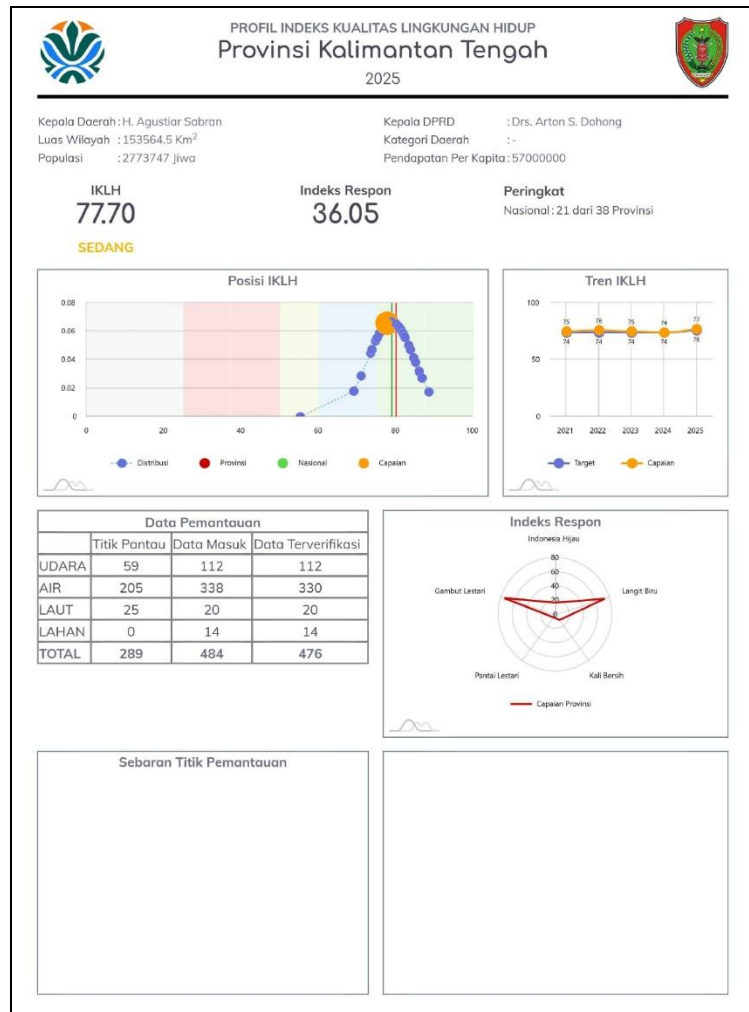 PROFIL INDEKS KUALITAS LINGKUNGAN HIDUP
Provinsi Kalimantan Tengah
2025
Kepala Daerah : H. Agustiar Sabran
Luas Wilayah : 153564.5 Km²
Populasi : 2773747 Jiwa
Kepala DPRD : Drs. Arton S. Dohong
Kategori Daerah : -
Pendapatan Per Kapita : 57000000
IKLH
77.70
SEDANG
Indeks Respon
36.05
Peringkat
Nasional : 21 dari 38 Provinsi
Posisi IKLH
0.08
0.06
0.04
0.02
0
0 20 40 60 80 100
Distribusi Provinsi Nasional Capaian
Tren IKLH
100
50
0
75 76 75 74 77
74 74 74 74 76
2021 2022 2023 2024 2025
Target Capaian
Data Pemantauan
Titik Pantau Data Masuk Data Terverifikasi
UDARA 59 112 112
AIR 205 338 330
LAUT 25 20 20
LAHAN 0 14 14
TOTAL 289 484 476
Indeks Respon
Indonesia Hijau
80
60
40
20
0
Gambut Lestari
Langit Biru
Pantai Lestari
Kali Bersih
Capaian Provinsi
Sebaran Titik Pemantauan